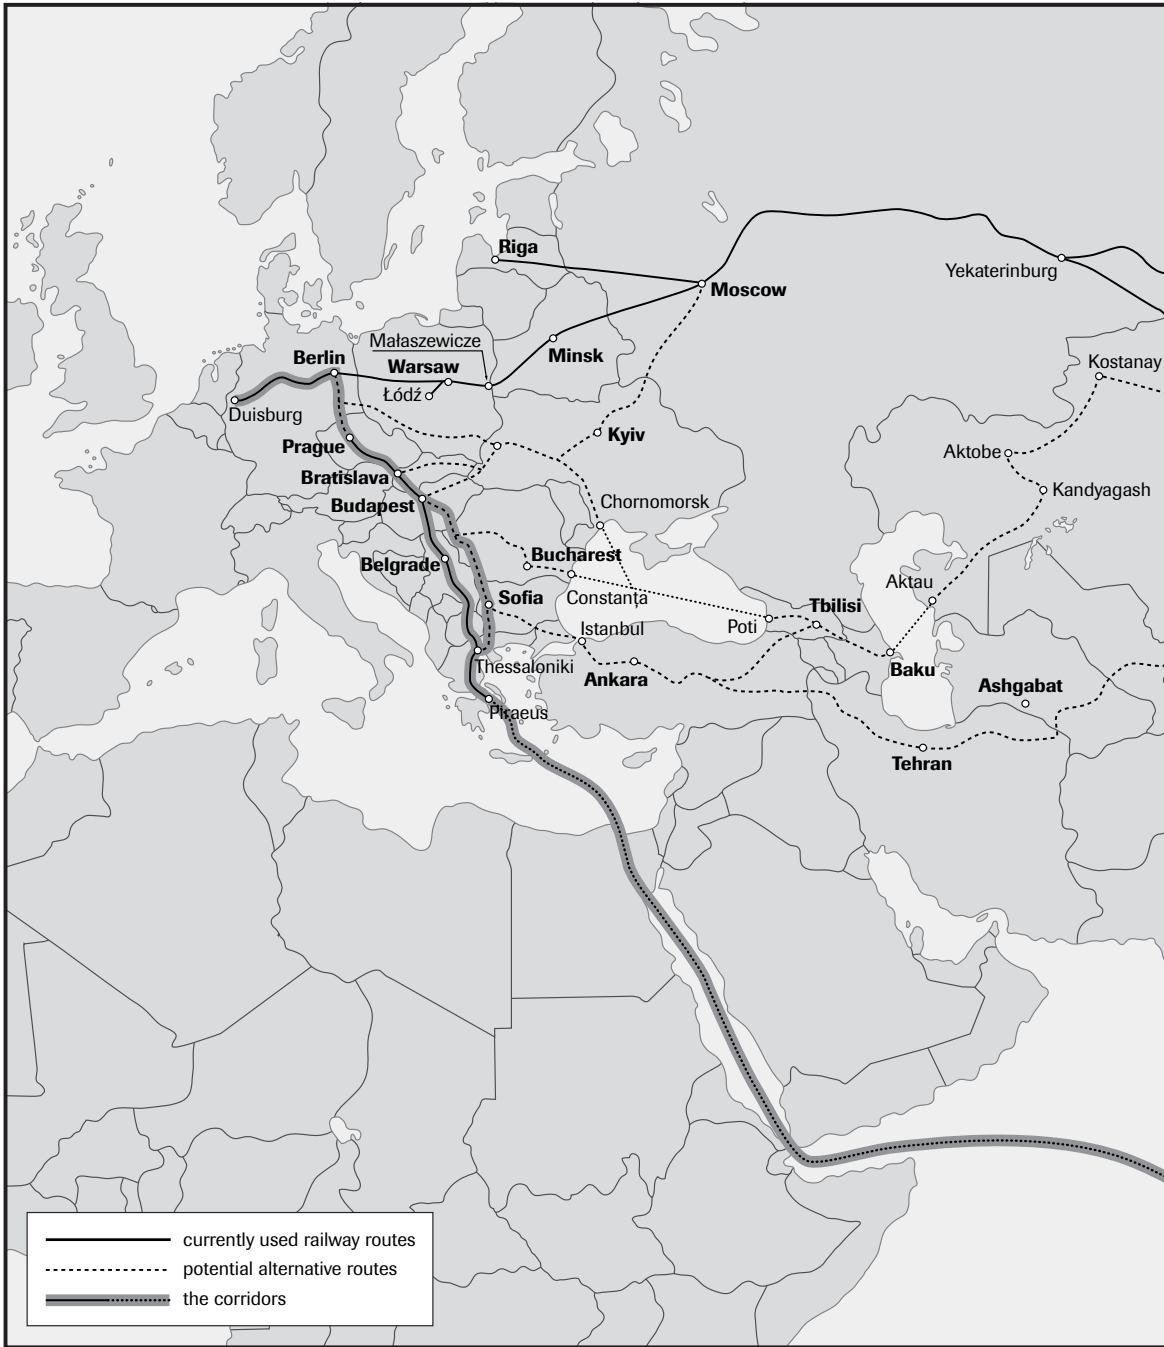 Riga
Moscow
Yekaterinburg
Małaszewicze
Minsk
Berlin
Warsaw
Kostanay
Łódź
Duisburg
Kyiv
Prague
Aktobe
Bratislava
Kandyagash
Budapest
Chornomorsk
Bucharest
Belgrade
Aktau
Sofia
Constanța
Tbilisi
Istanbul
Poti
Thessaloniki
Ankara
Baku
Ashgabat
Piraeus
Tehran
currently used railway routes
potential alternative routes
the corridors